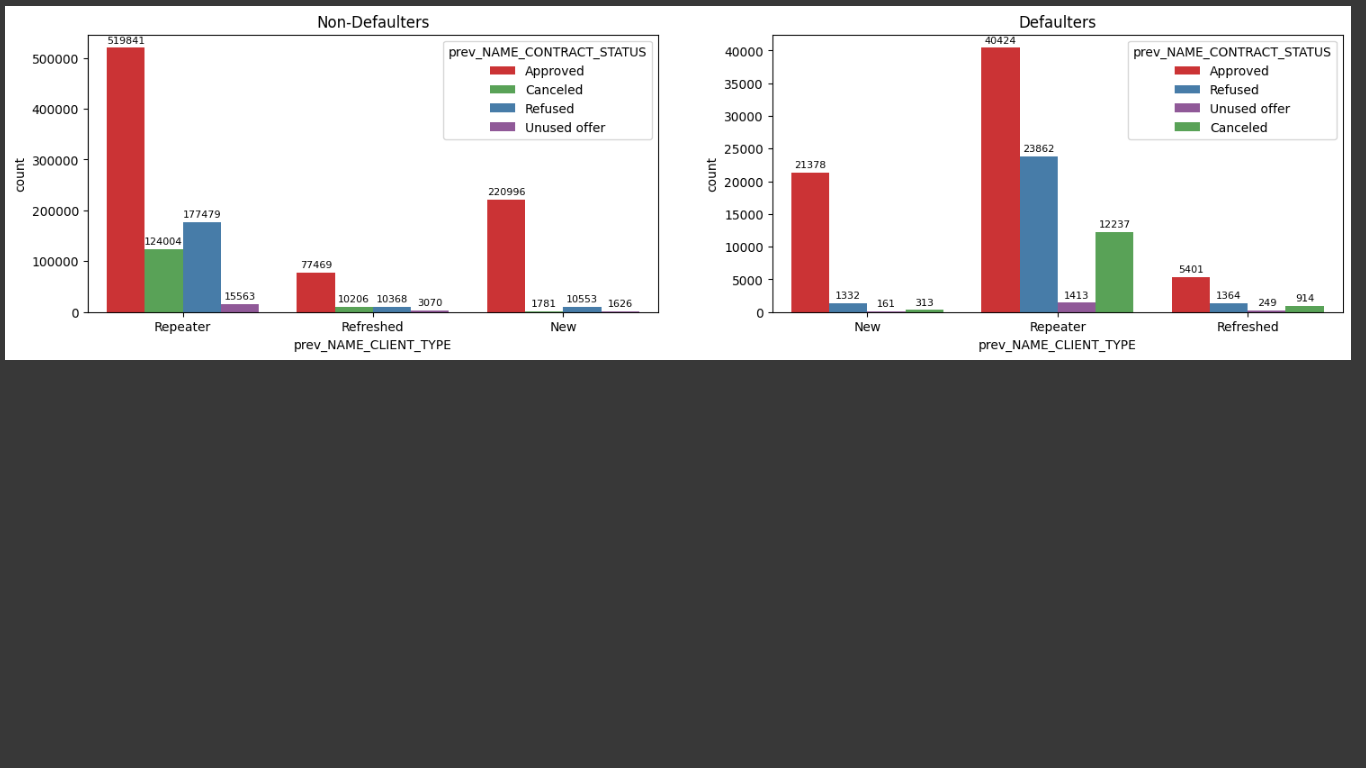 Non-Defaulters
519841
500000
400000
300000
200000
100000
0
count
prev_NAME_CONTRACT_STATUS
Approved
Canceled
Refused
Unused offer
124004
177479
15563
77469
10206
10368
3070
220996
1781
10553
1626
Repeater
Refreshed
New
prev_NAME_CLIENT_TYPE
Defaulters
40000
35000
30000
25000
20000
15000
10000
5000
0
count
prev_NAME_CONTRACT_STATUS
Approved
Refused
Unused offer
Canceled
21378
1332
161
313
40424
23862
1413
12237
5401
1364
249
914
New
Repeater
Refreshed
prev_NAME_CLIENT_TYPE